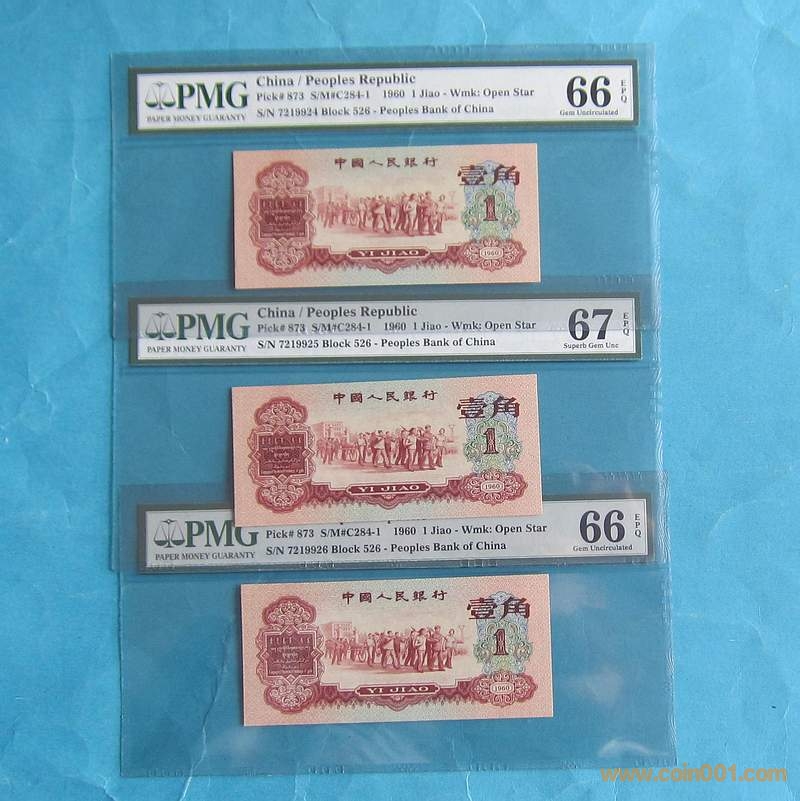 PMG
PAPER MONEY GUARANTY
China / Peoples Republic
Pick# 873 S/M#C284-1 1960 1 Jiao - Wmk: Open Star
S/N 7219924 Block 526 - Peoples Bank of China
66 EPQ
Gem Uncirculated
中國人民銀行
壹角
1
1960
YI JIAO
PMG
PAPER MONEY GUARANTY
China / Peoples Republic
Pick# 873 S/M#C284-1 1960 1 Jiao - Wmk: Open Star
S/N 7219925 Block 526 - Peoples Bank of China
67 EPQ
Superb Gem Unc
中國人民銀行
壹角
1
1960
YI JIAO
PMG
PAPER MONEY GUARANTY
Pick# 873 S/M#C284-1 1960 1 Jiao - Wmk: Open Star
S/N 7219926 Block 526 - Peoples Bank of China
66 EPQ
Gem Uncirculated
中國人民銀行
壹角
1
1960
YI JIAO
www.coin001.com